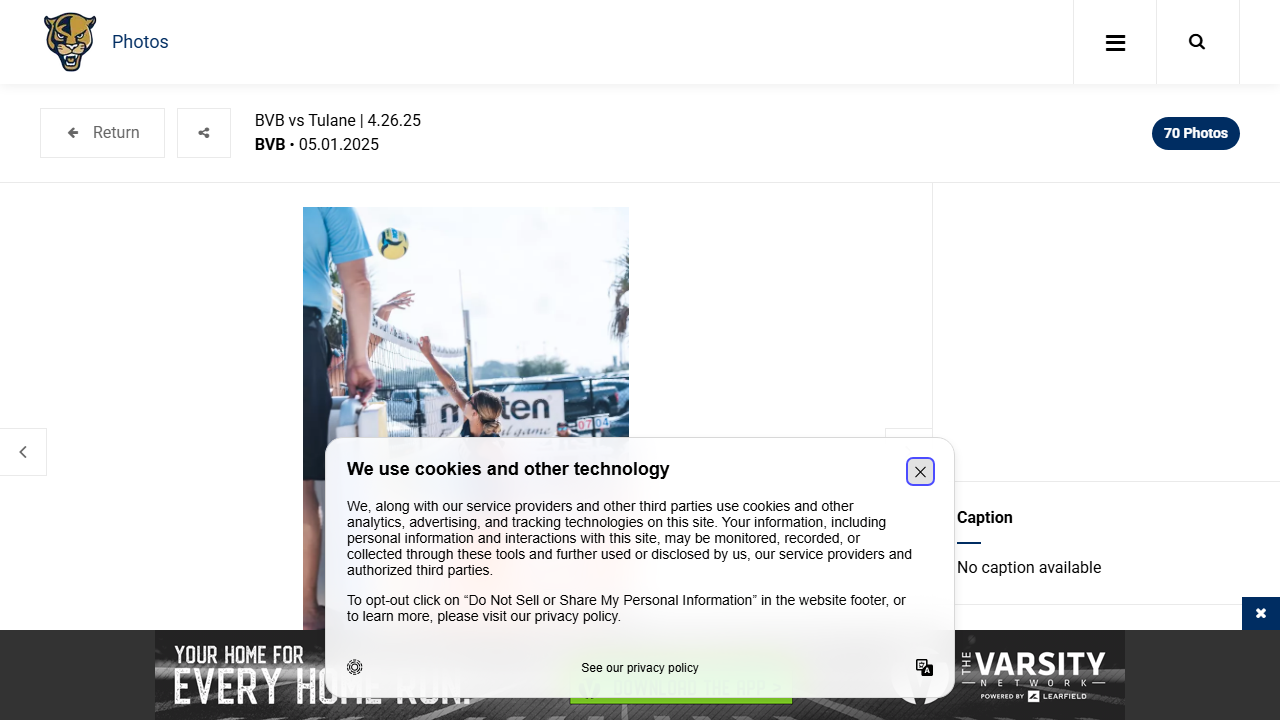 Photos
Return
BVB vs Tulane | 4.26.25
BVB • 05.01.2025
70 Photos
molten
07 04
We use cookies and other technology
We, along with our service providers and other third parties use cookies and other
analytics, advertising, and tracking technologies on this site. Your information, including
personal information and interactions with this site, may be monitored, recorded, or
collected through these tools and further used or disclosed by us, our service providers and
authorized third parties.
To opt-out click on “Do Not Sell or Share My Personal Information” in the website footer, or
to learn more, please visit our privacy policy.
See our privacy policy
Caption
No caption available
YOUR HOME FOR
EVERY HOME RUN.
DOWNLOAD THE APP >
THE VARSITY
NETWORK
POWERED BY LEARFIELD